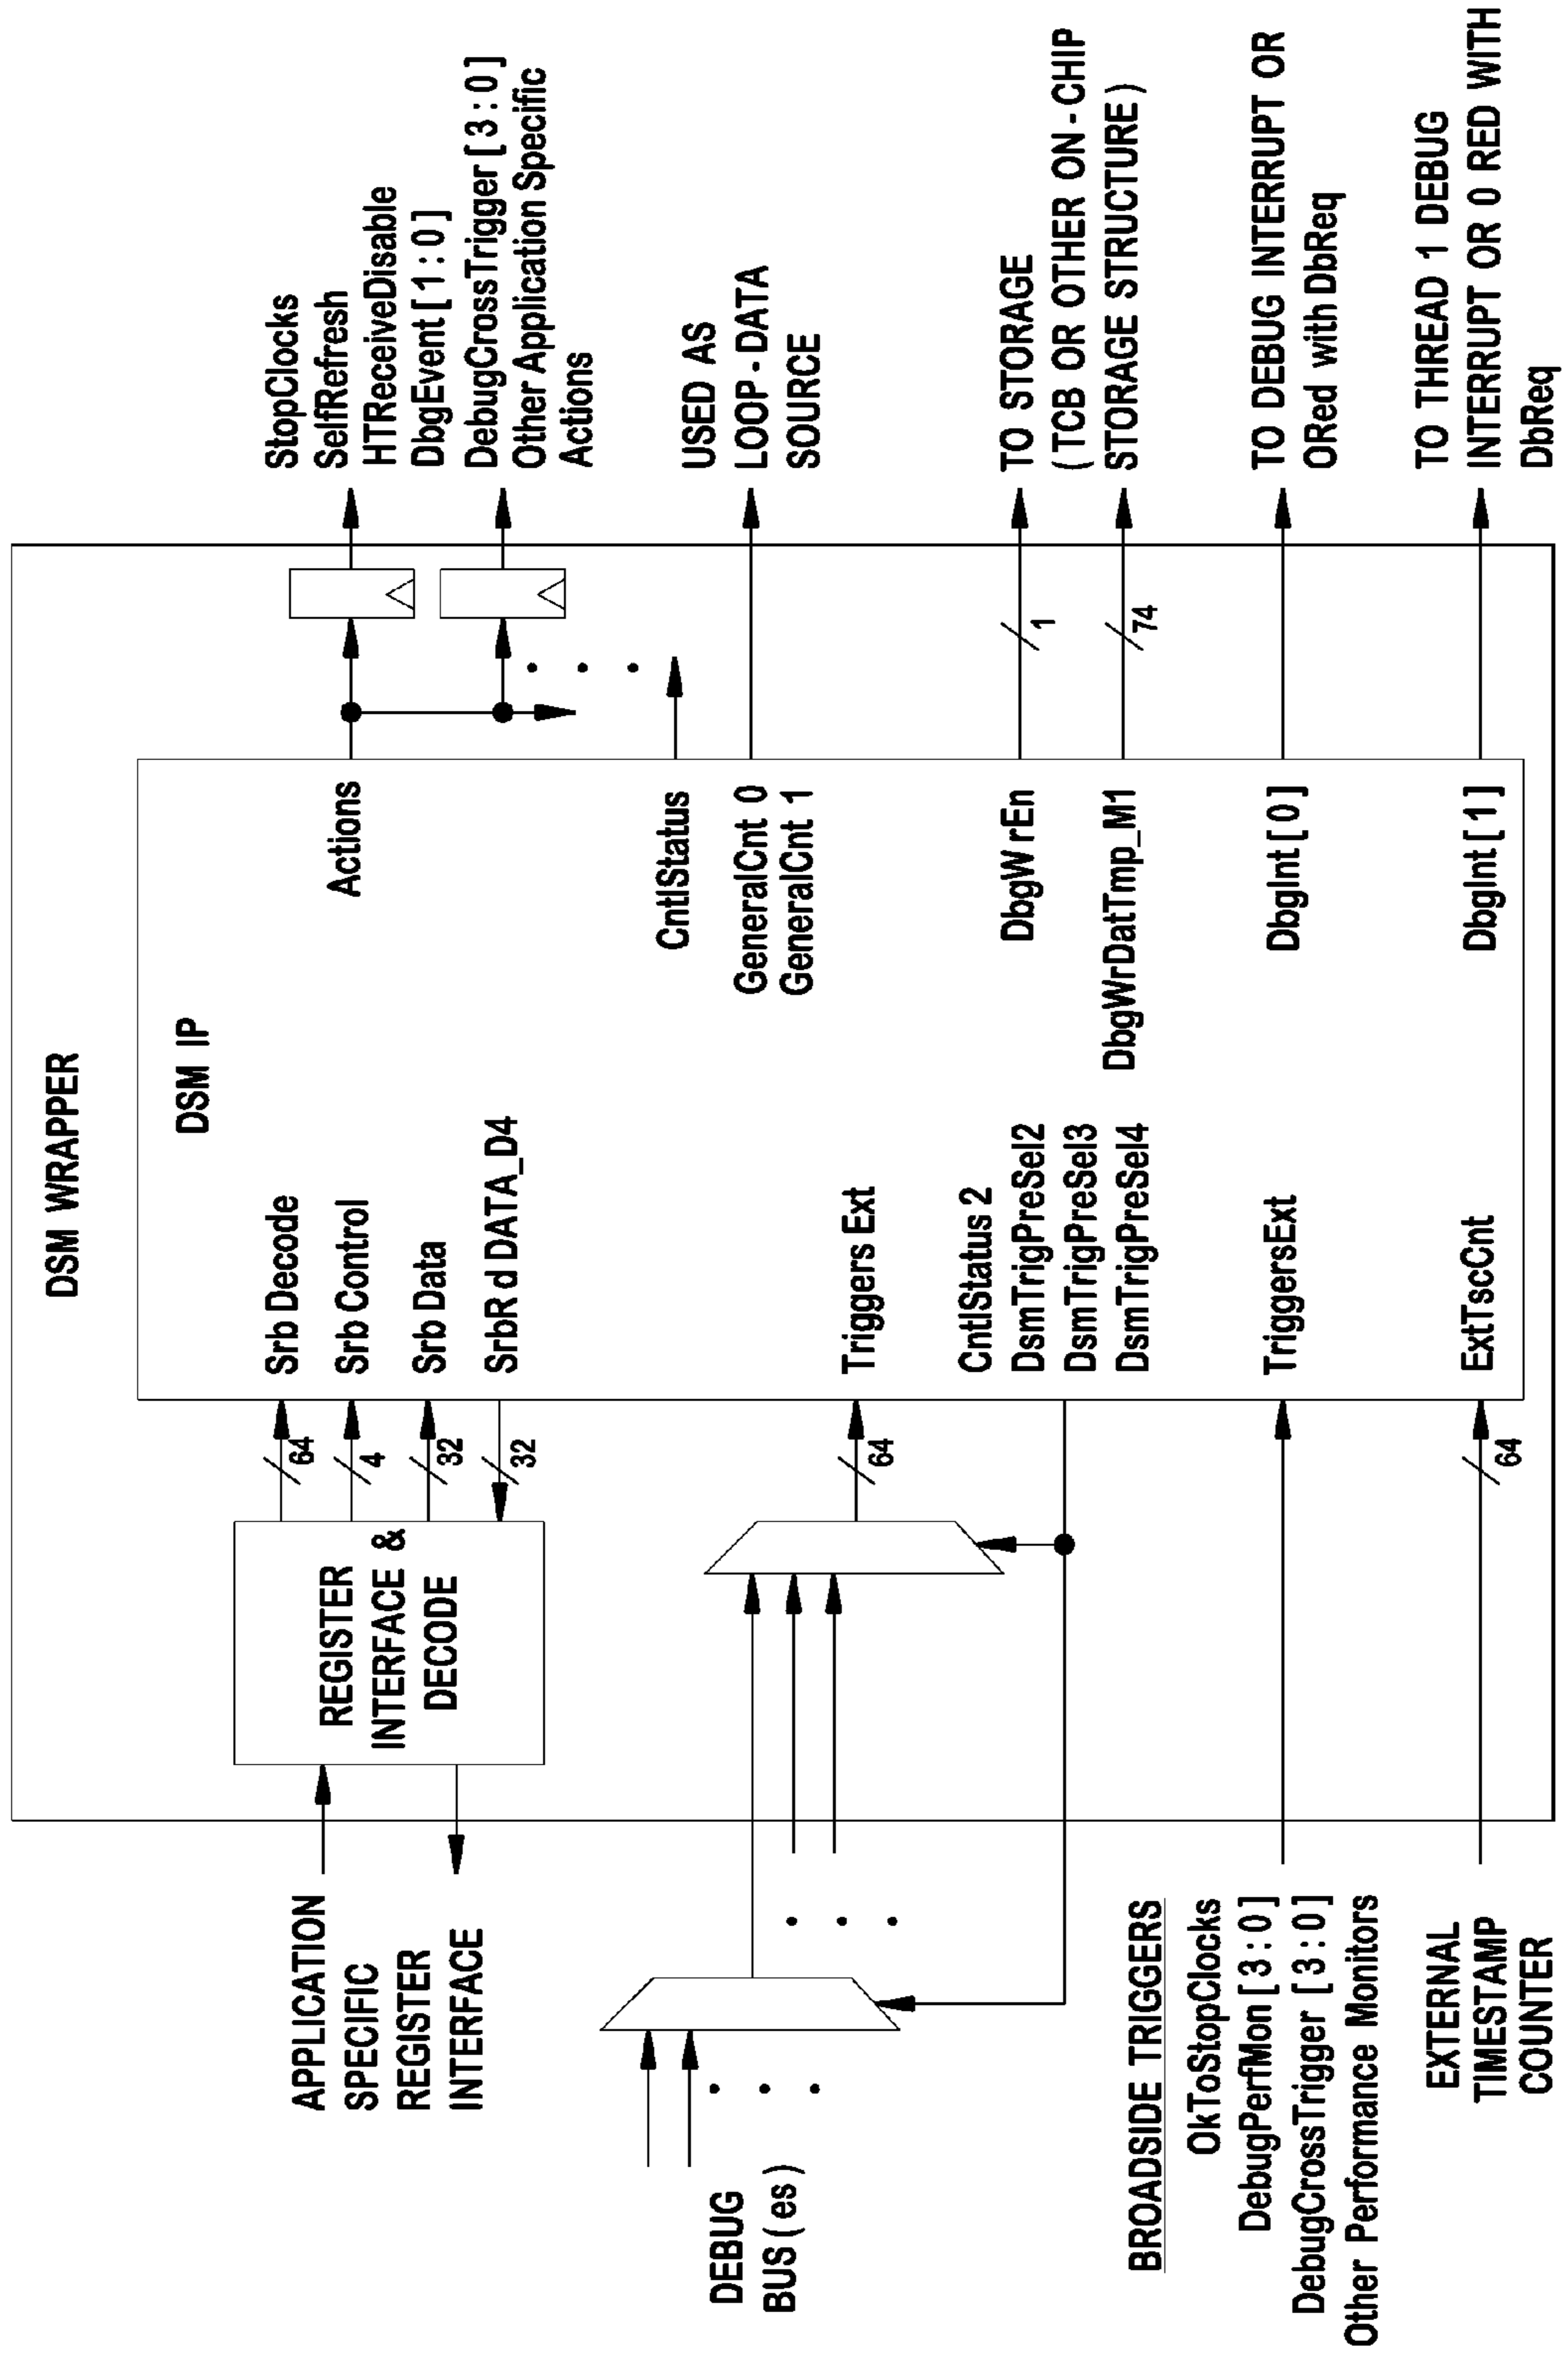 DSM WRAPPER
DSM IP
APPLICATION
SPECIFIC
REGISTER
INTERFACE
REGISTER
INTERFACE &
DECODE
64
4
32
32
Srb Decode
Srb Control
Srb Data
SrbR d DATA_D4
DEBUG
BUS(es)
64
Triggers Ext
CntlStatus 2
DsmTrigPreSel2
DsmTrigPreSel3
DsmTrigPreSel4
BROADSIDE TRIGGERS
OkToStopClocks
DebugPerfMon [3:0]
DebugCrossTrigger [3:0]
Other Performance Monitors
TriggersExt
EXTERNAL
TIMESTAMP
COUNTER
64
ExtTscCnt
Actions
StopClocks
SelfRefresh
HTReceiveDisable
DbgEvent[1:0]
DebugCrossTrigger [3:0]
Other Application Specific
Actions
CntlStatus
GeneralCnt 0
GeneralCnt 1
USED AS
LOOP-DATA
SOURCE
DbgW rEn
1
DbgWrDatTmp_M1
74
TO STORAGE
(TCB OR OTHER ON-CHIP
STORAGE STRUCTURE)
DbgInt[0]
TO DEBUG INTERRUPT OR
ORed with DbReq
DbgInt[1]
TO THREAD 1 DEBUG
INTERRUPT OR 0 RED WITH
DbReq